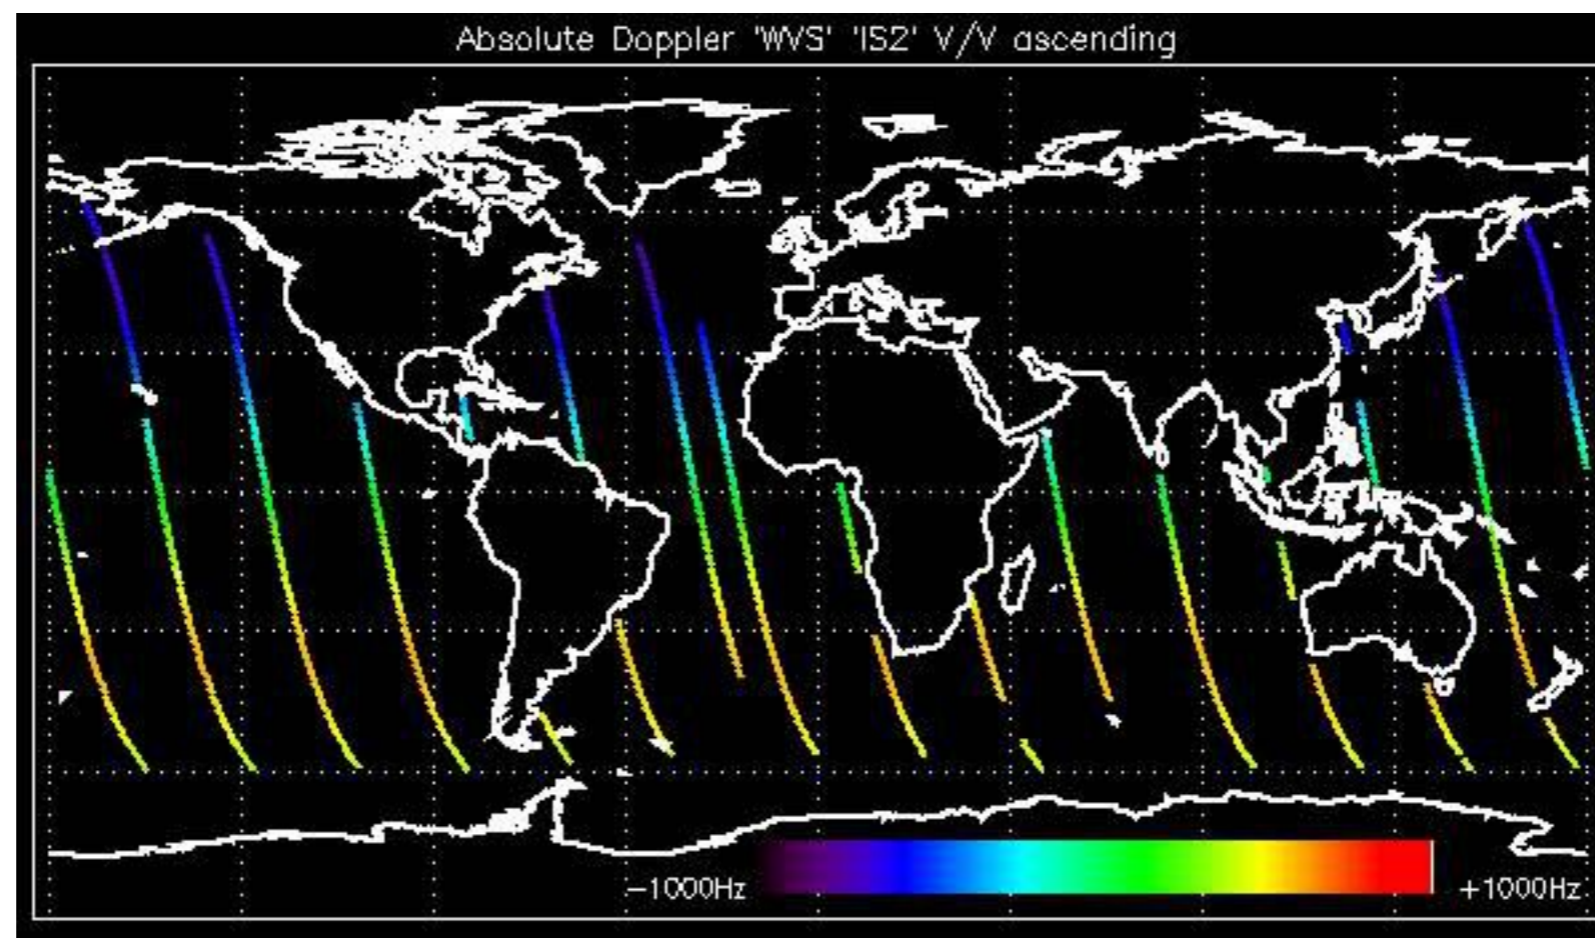 Absolute Doppler 'WVS' 'IS2' V/V ascending
-1000Hz
+1000Hz